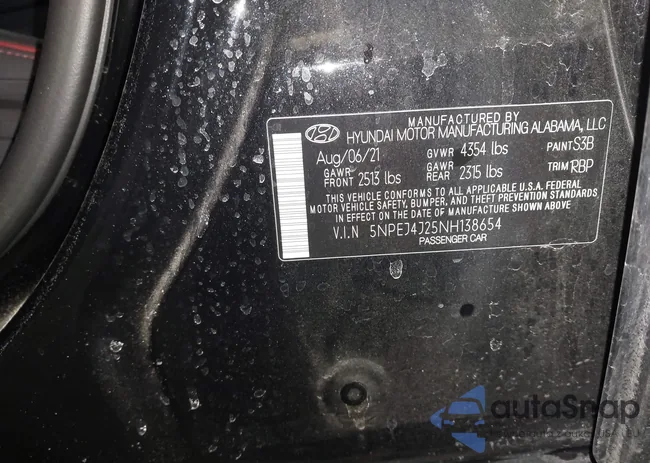 MANUFACTURED BY
HYUNDAI MOTOR MANUFACTURING ALABAMA, LLC
Aug/06/21 GVWR 4354 lbs PAINT S3B
GAWR FRONT 2513 lbs GAWR REAR 2315 lbs TRIM RBP
THIS VEHICLE CONFORMS TO ALL APPLICABLE U.S.A. FEDERAL
MOTOR VEHICLE SAFETY, BUMPER, AND THEFT PREVENTION STANDARDS
IN EFFECT ON THE DATE OF MANUFACTURE SHOWN ABOVE.
V.I.N 5NPEJ4J25NH138654
PASSENGER CAR
autoSnap